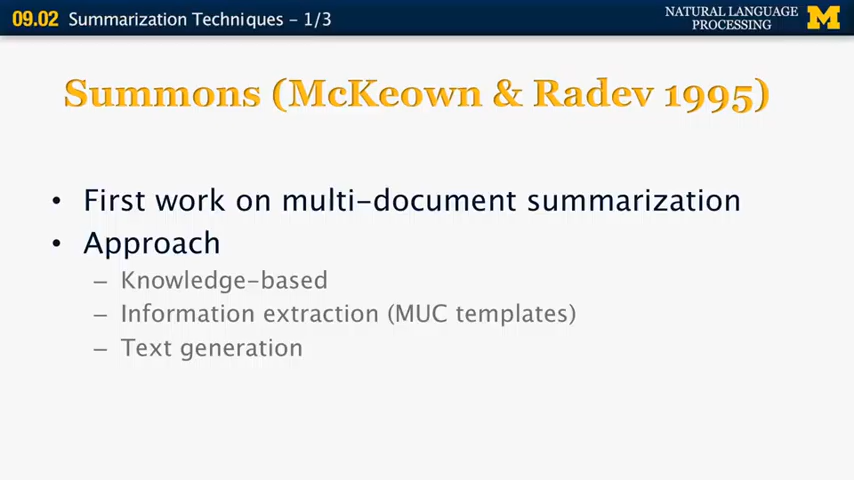 09.02 Summarization Techniques – 1/3
NATURAL LANGUAGE
PROCESSING
M
Summons (McKeown & Radev 1995)
• First work on multi-document summarization
• Approach
– Knowledge-based
– Information extraction (MUC templates)
– Text generation